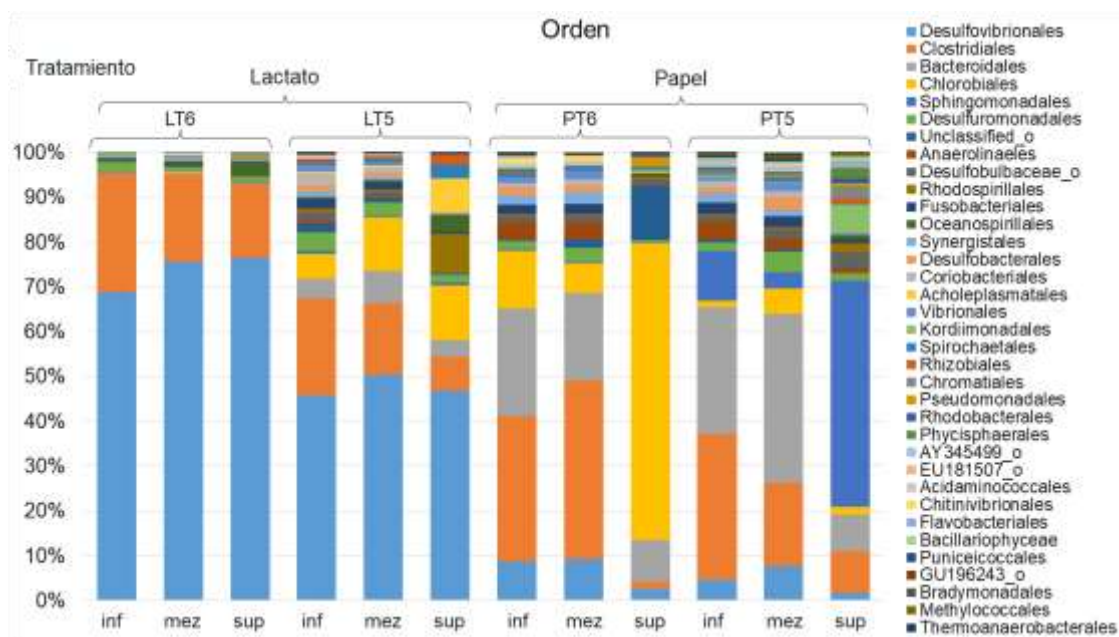 Orden
Tratamiento
Lactato
Papel
LT6
LT5
PT6
PT5
100%
90%
80%
70%
60%
50%
40%
30%
20%
10%
0%
inf mez sup inf mez sup inf mez sup inf mez sup
Desulfovibrionales
Clostridiales
Bacteroidales
Chlorobiales
Sphingomonadales
Desulfuromonadales
Unclassified_o
Anaerolinaeles
Desulfobulbaceae_o
Rhodospirillales
Fusobacteriales
Oceanospirillales
Synergistales
Desulfobacterales
Coriobacteriales
Acholeplasmatales
Vibrionales
Kordiimonadales
Spirochaetales
Rhizobiales
Chromatiales
Pseudomonadales
Rhodobacterales
Phycisphaerales
AY345499_o
EU181507_o
Acidaminococcales
Chitinivibrionales
Flavobacteriales
Bacillariophyceae
Puniceicoccales
GU196243_o
Bradymonadales
Methylococcales
Thermoanaerobacterales